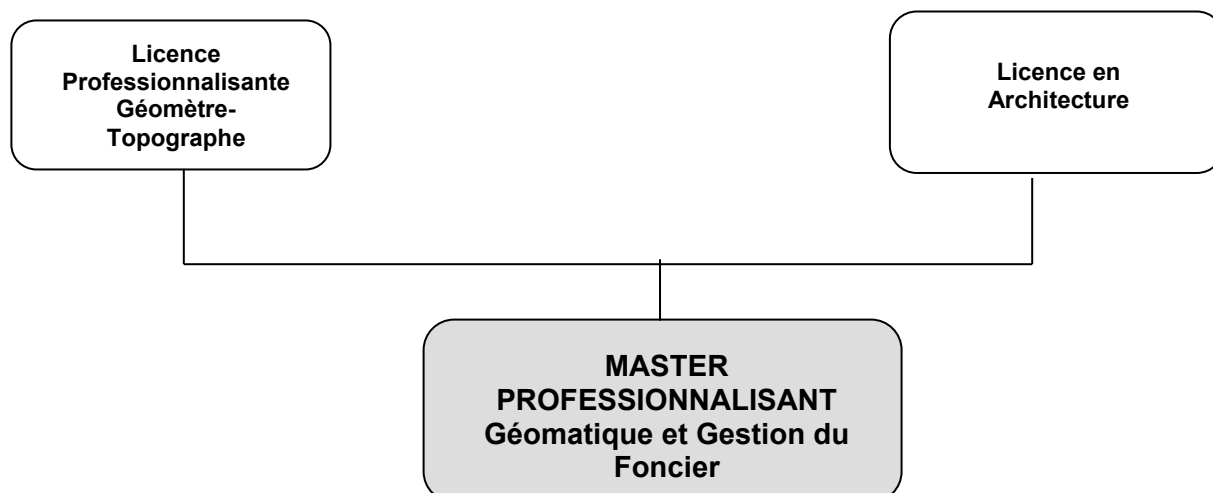 Licence
Professionnalisante
Géomètre-
Topographe
Licence en
Architecture
MASTER
PROFESSIONNALISANT
Géomatique et Gestion du
Foncier